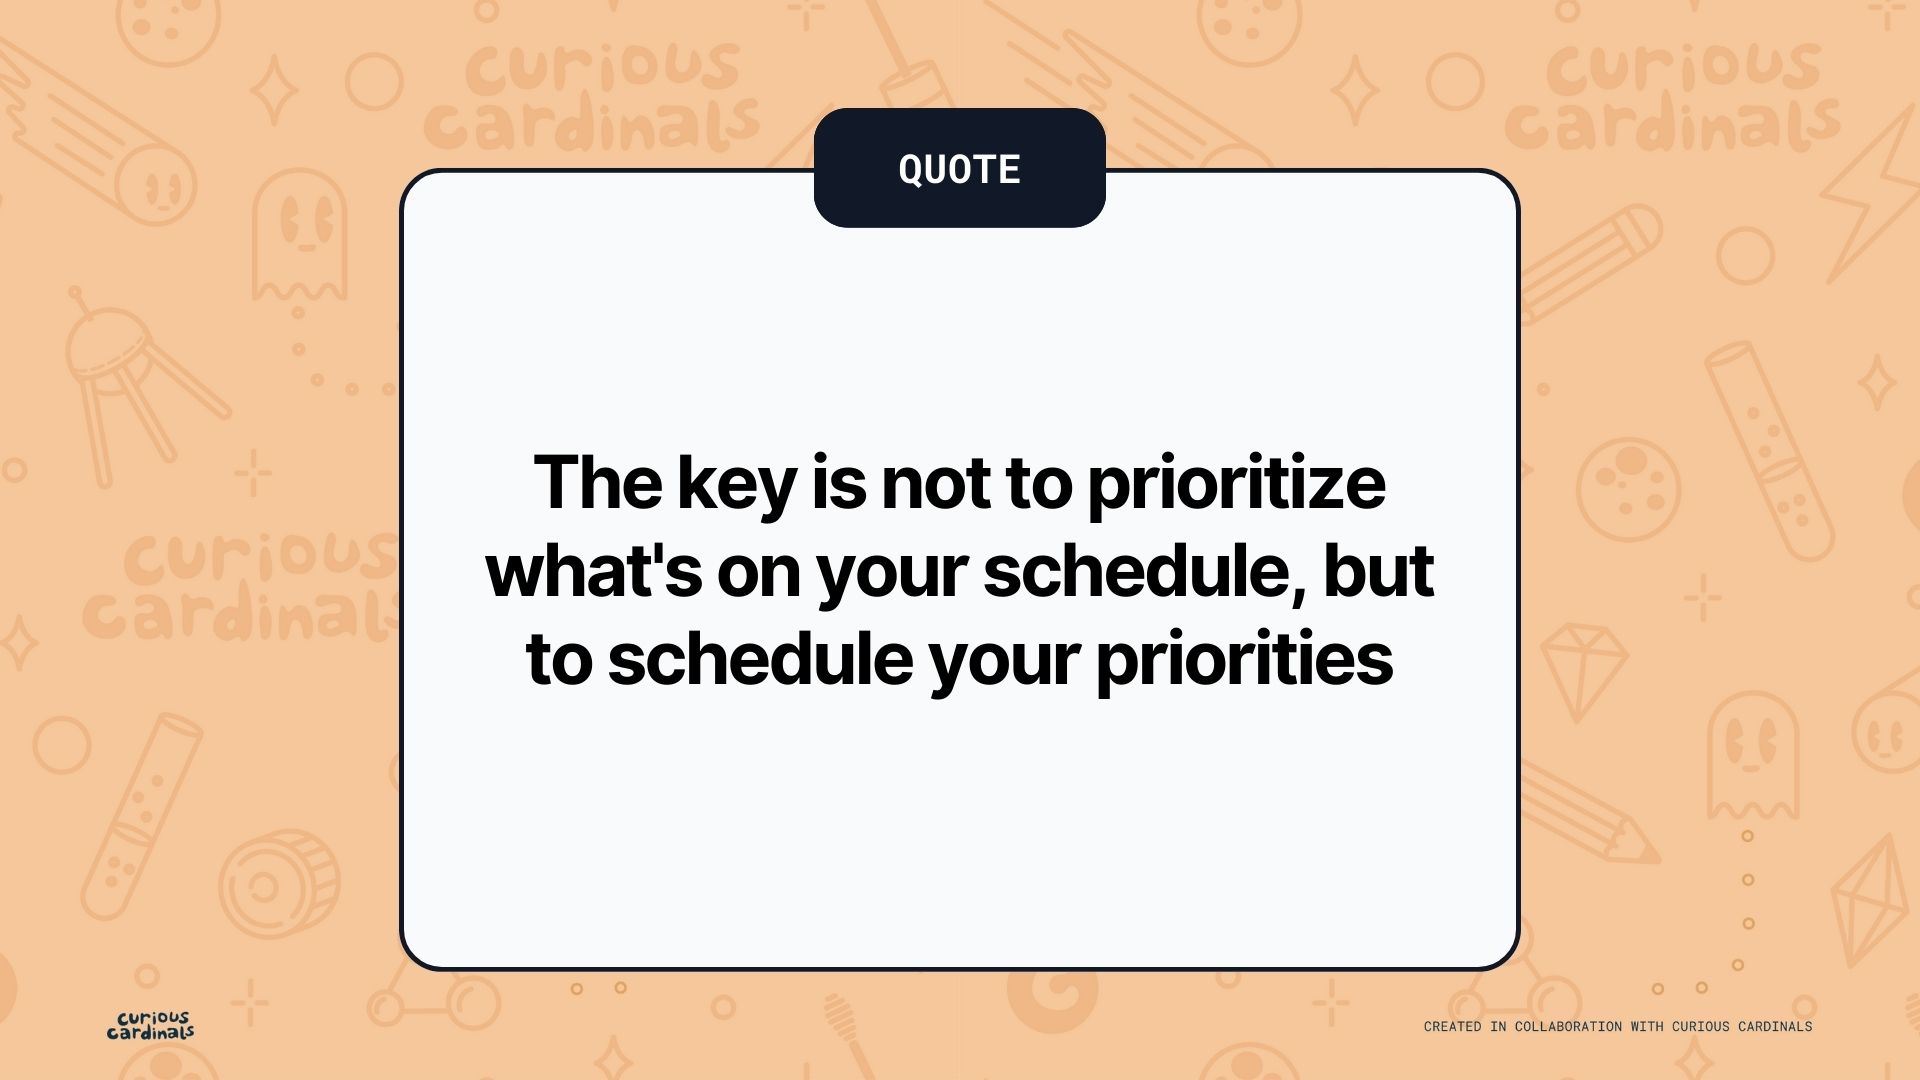 curious
cardinals
curious
cardinals
QUOTE
The key is not to prioritize
what's on your schedule, but
to schedule your priorities
curious
cardinals
curious
cardinals
CREATED IN COLLABORATION WITH CURIOUS CARDINALS